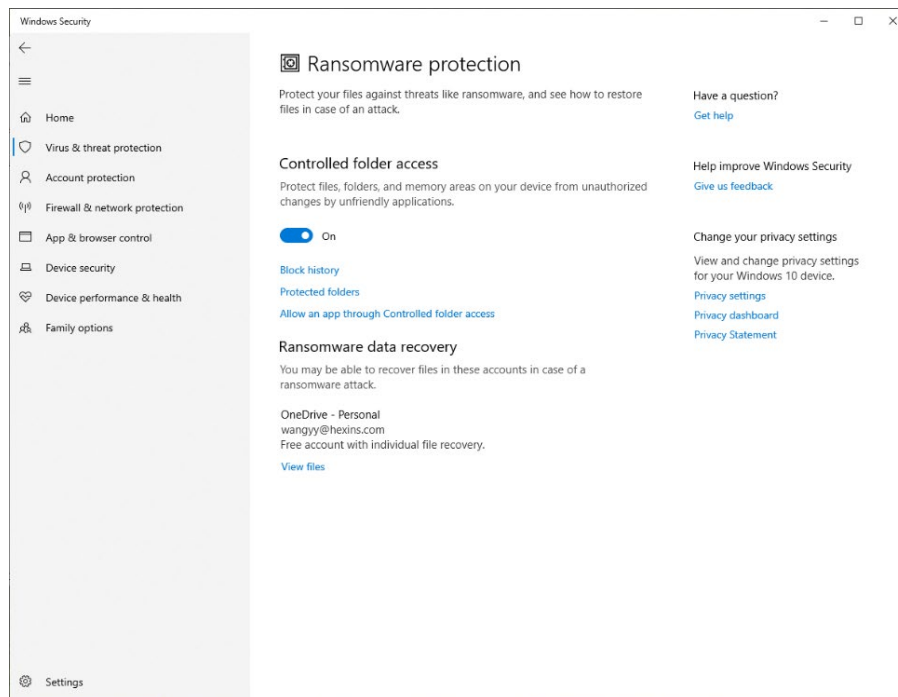 Windows Security
Home
Virus & threat protection
Account protection
Firewall & network protection
App & browser control
Device security
Device performance & health
Family options
Settings
Ransomware protection
Protect your files against threats like ransomware, and see how to restore
files in case of an attack.
Controlled folder access
Protect files, folders, and memory areas on your device from unauthorized
changes by unfriendly applications.
On
Block history
Protected folders
Allow an app through Controlled folder access
Ransomware data recovery
You may be able to recover files in these accounts in case of a
ransomware attack.
OneDrive - Personal
wangyy@hexins.com
Free account with individual file recovery.
View files
Have a question?
Get help
Help improve Windows Security
Give us feedback
Change your privacy settings
View and change privacy settings
for your Windows 10 device.
Privacy settings
Privacy dashboard
Privacy Statement